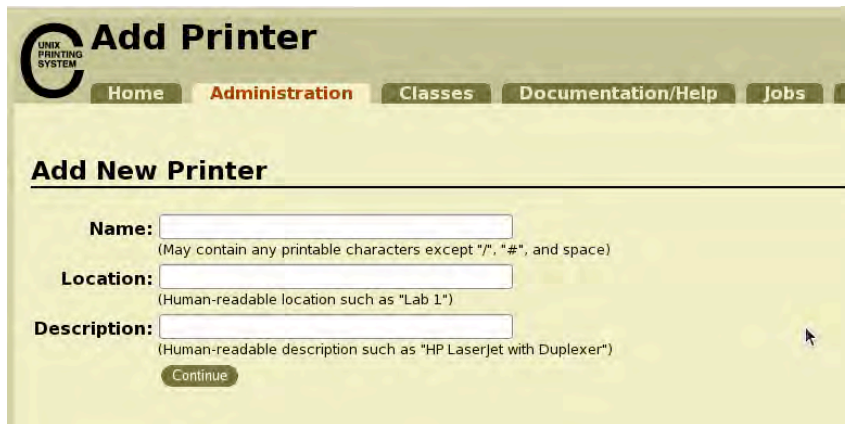 UNIX
PRINTING
SYSTEM
Add Printer
Home Administration Classes Documentation/Help Jobs
Add New Printer
Name:
(May contain any printable characters except "/", "#", and space)
Location:
(Human-readable location such as "Lab 1")
Description:
(Human-readable description such as "HP LaserJet with Duplexer")
Continue